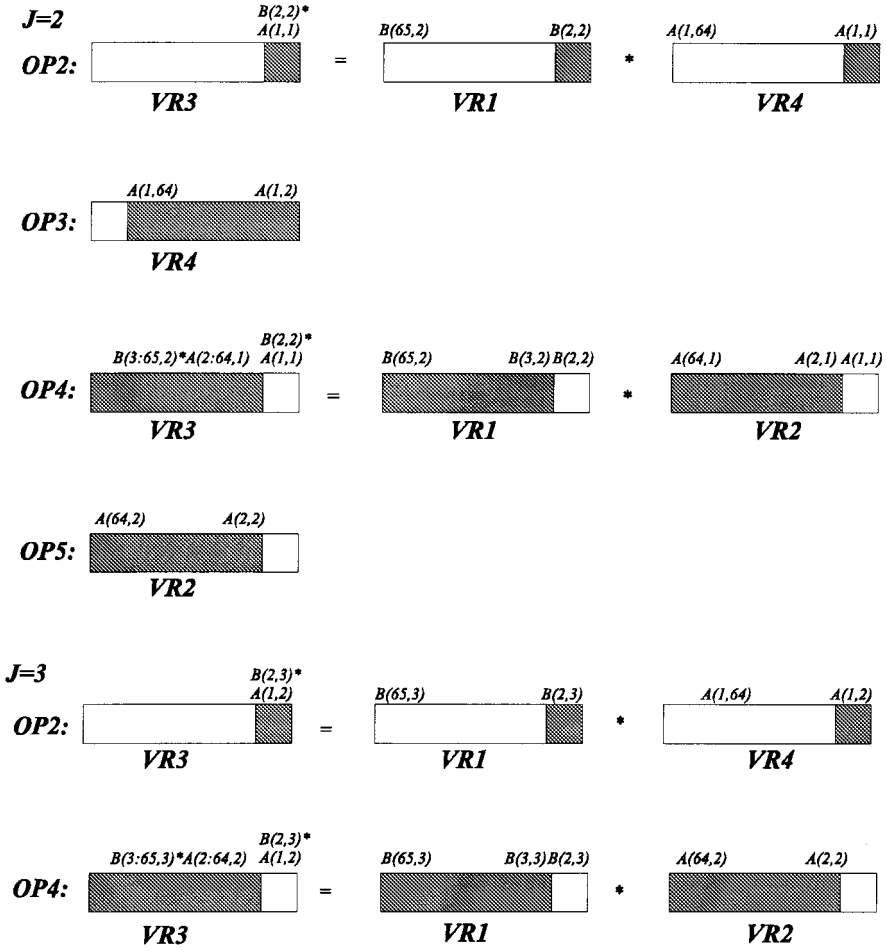 J=2
B(2,2)*
A(1,1) B(65,2) B(2,2) A(1,64) A(1,1)
OP2: = *
VR3 VR1 VR4
A(1,64) A(1,2)
OP3:
VR4
B(2,2)*
B(3:65,2)*A(2:64,1) A(1,1) B(65,2) B(3,2) B(2,2) A(64,1) A(2,1) A(1,1)
OP4: = *
VR3 VR1 VR2
A(64,2) A(2,2)
OP5:
VR2
J=3
B(2,3)*
A(1,2) B(65,3) B(2,3) A(1,64) A(1,2)
OP2: = *
VR3 VR1 VR4
B(2,3)*
B(3:65,3)*A(2:64,2) A(1,2) B(65,3) B(3,3) B(2,3) A(64,2) A(2,2)
OP4: = *
VR3 VR1 VR2